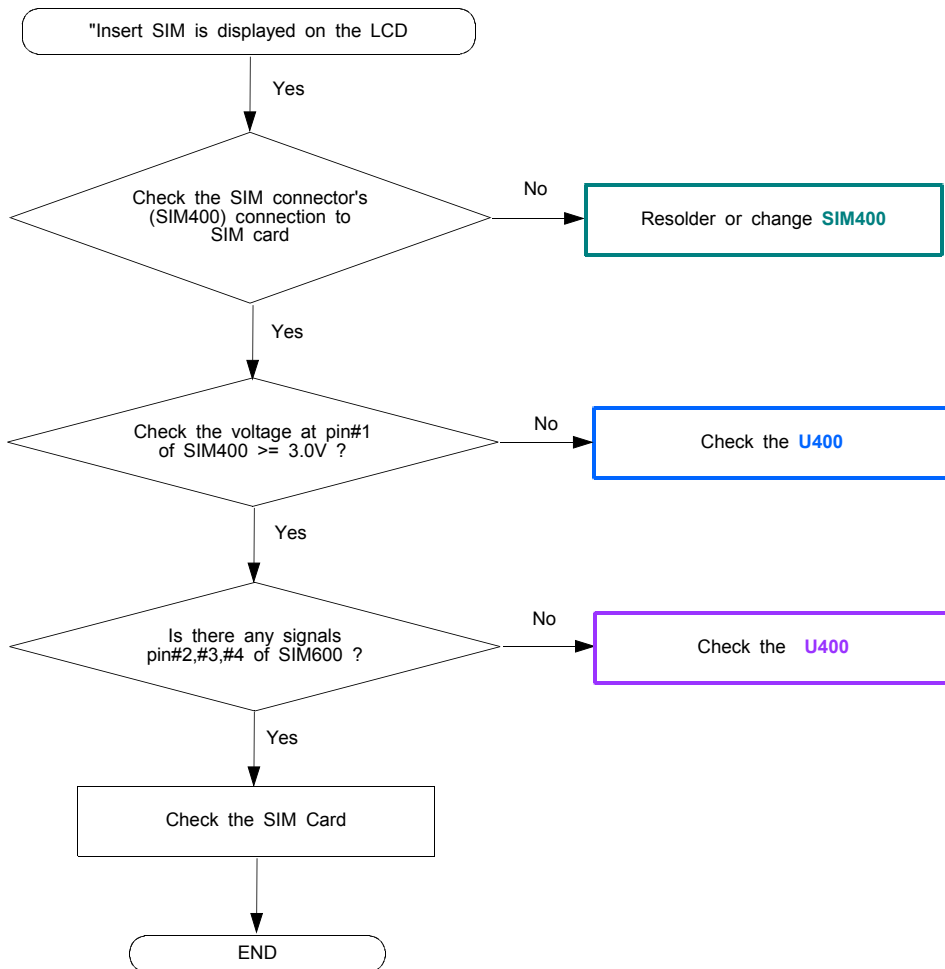 "Insert SIM is displayed on the LCD
Yes
Check the SIM connector's
(SIM400) connection to
SIM card
No
Resolder or change SIM400
Yes
Check the voltage at pin#1
of SIM400 >= 3.0V ?
No
Check the U400
Yes
Is there any signals
pin#2,#3,#4 of SIM600 ?
No
Check the U400
Yes
Check the SIM Card
END